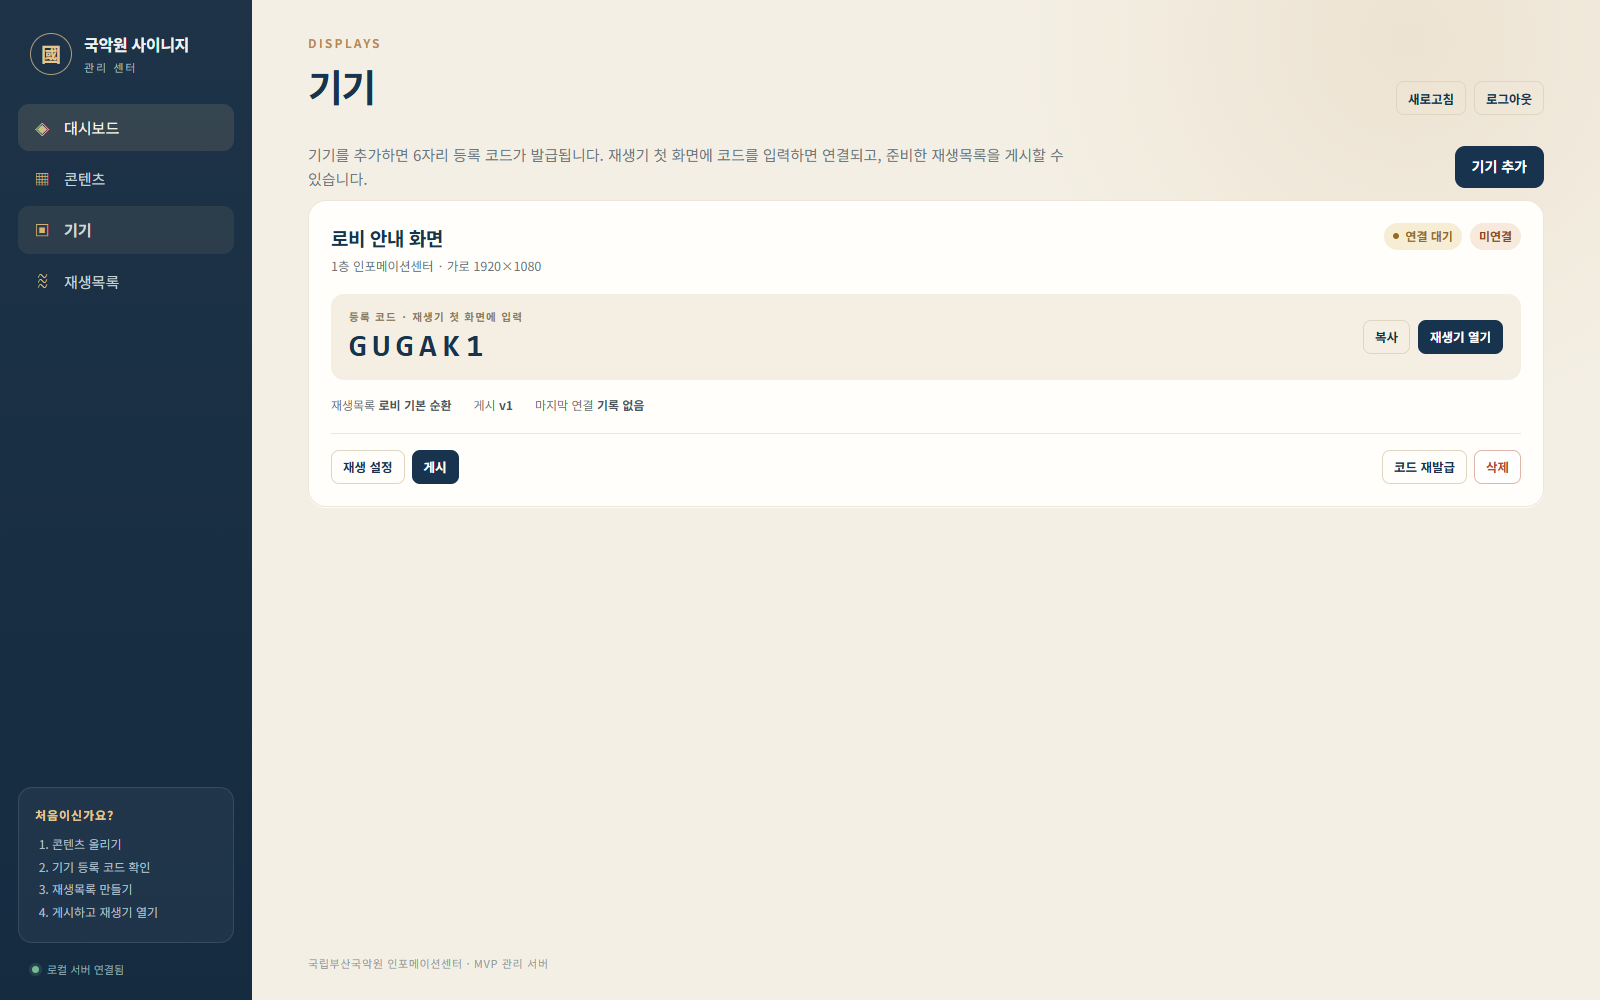 國
국악원 사이니지
관리 센터
대시보드
콘텐츠
기기
재생목록
처음이신가요?
1. 콘텐츠 올리기
2. 기기 등록 코드 확인
3. 재생목록 만들기
4. 게시하고 재생기 열기
로컬 서버 연결됨
DISPLAYS
기기
새로고침
로그아웃
기기를 추가하면 6자리 등록 코드가 발급됩니다. 재생기 첫 화면에 코드를 입력하면 연결되고, 준비한 재생목록을 게시할 수
있습니다.
기기 추가
로비 안내 화면
연결 대기
미연결
1층 인포메이션센터 · 가로 1920×1080
등록 코드 · 재생기 첫 화면에 입력
GUGAK1
복사
재생기 열기
재생목록 로비 기본 순환 게시 v1 마지막 연결 기록 없음
재생 설정
게시
코드 재발급
삭제
국립부산국악원 인포메이션센터 · MVP 관리 서버